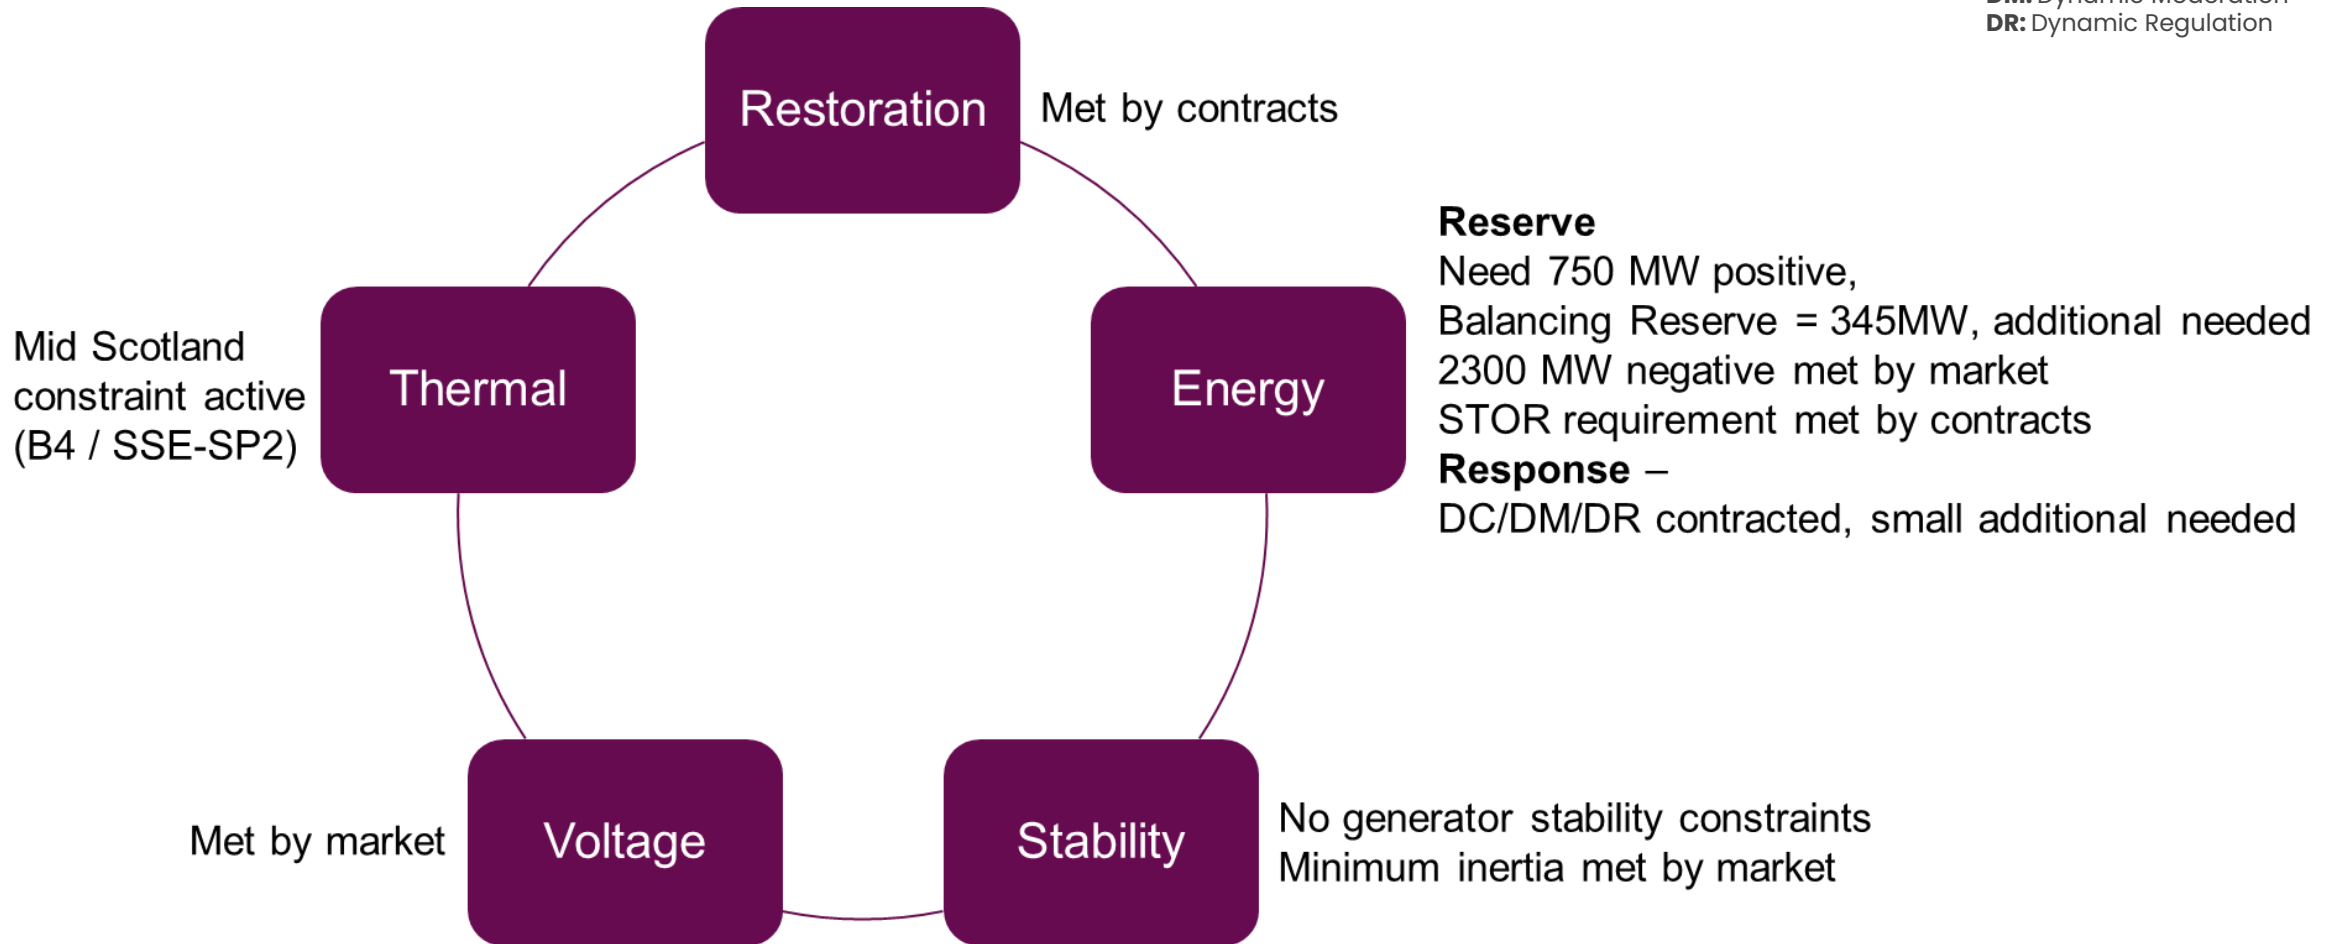 DM: Dynamic Moderation
DR: Dynamic Regulation
Restoration
Met by contracts
Reserve
Need 750 MW positive,
Balancing Reserve = 345MW, additional needed
2300 MW negative met by market
STOR requirement met by contracts
Response –
DC/DM/DR contracted, small additional needed
Energy
Mid Scotland
constraint active
(B4 / SSE-SP2)
Thermal
Met by market
Voltage
Stability
No generator stability constraints
Minimum inertia met by market